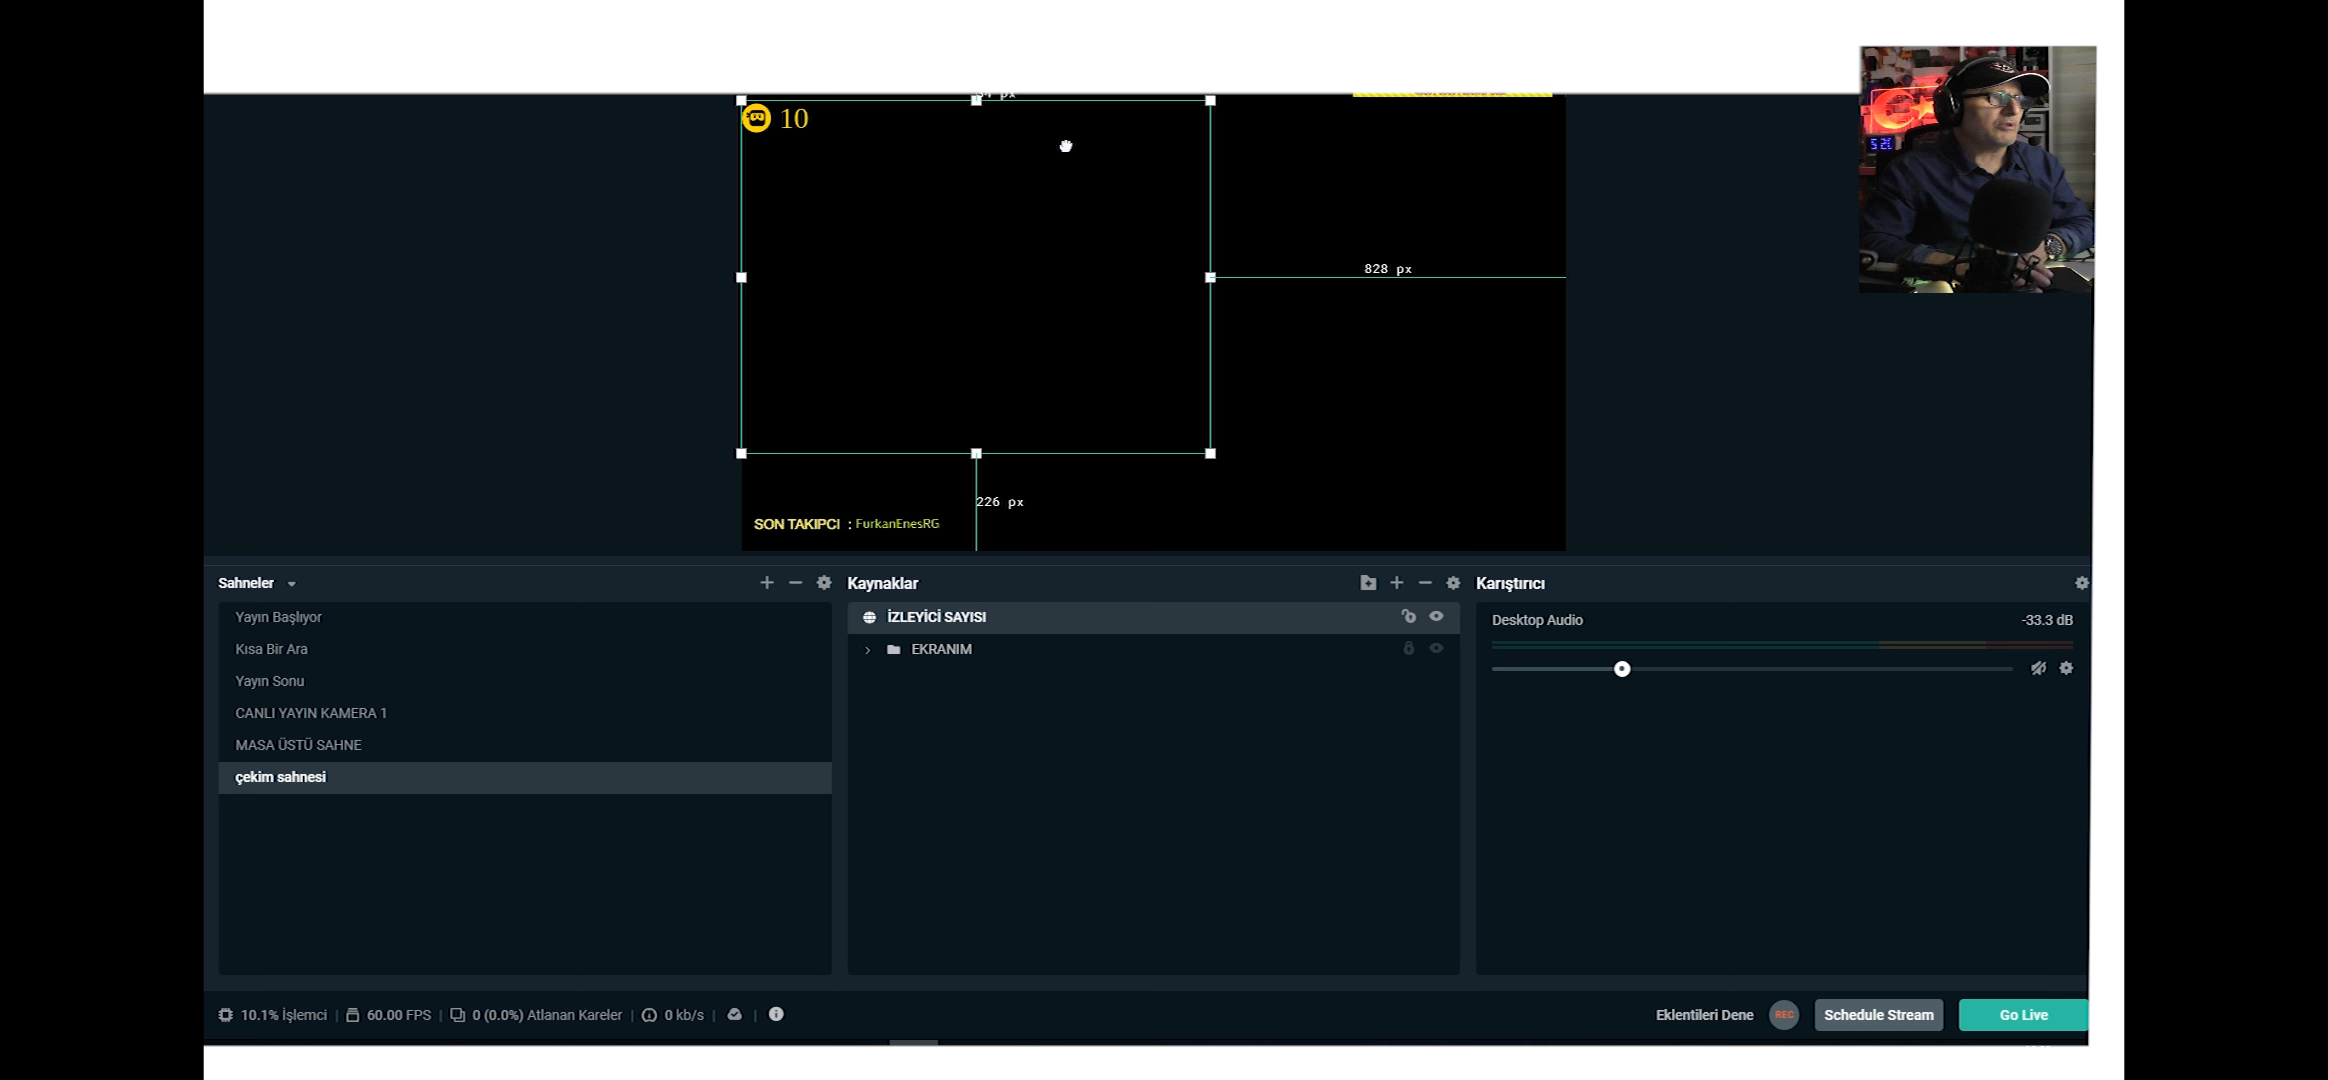 10
828 px
226 px
SON TAKIPCI : FurkanEnesRG
Sahneler
Yayın Başlıyor
Kısa Bir Ara
Yayın Sonu
CANLI YAYIN KAMERA 1
MASA ÜSTÜ SAHNE
çekim sahnesi
Kaynaklar
İZLEYİCİ SAYISI
EKRANIM
Karıştırıcı
Desktop Audio -33.3 dB
10.1% İşlemci | 60.00 FPS | 0 (0.0%) Atlanan Kareler | 0 kb/s
Eklentileri Dene REC Schedule Stream Go Live